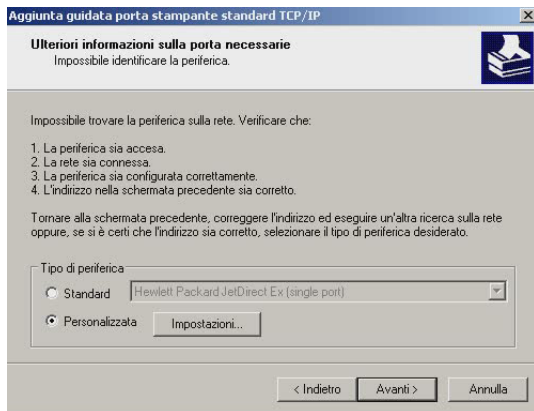 Aggiunta guidata porta stampante standard TCP/IP
Ulteriori informazioni sulla porta necessarie
Impossibile identificare la periferica.
Impossibile trovare la periferica sulla rete. Verificare che:
1. La periferica sia accesa.
2. La rete sia connessa.
3. La periferica sia configurata correttamente.
4. L'indirizzo nella schermata precedente sia corretto.
Tornare alla schermata precedente, correggere l'indirizzo ed eseguire un'altra ricerca sulla rete
oppure, se si è certi che l'indirizzo sia corretto, selezionare il tipo di periferica desiderato.
Tipo di periferica
Standard Hewlett Packard JetDirect Ex (single port)
Personalizzata Impostazioni...
< Indietro Avanti > Annulla